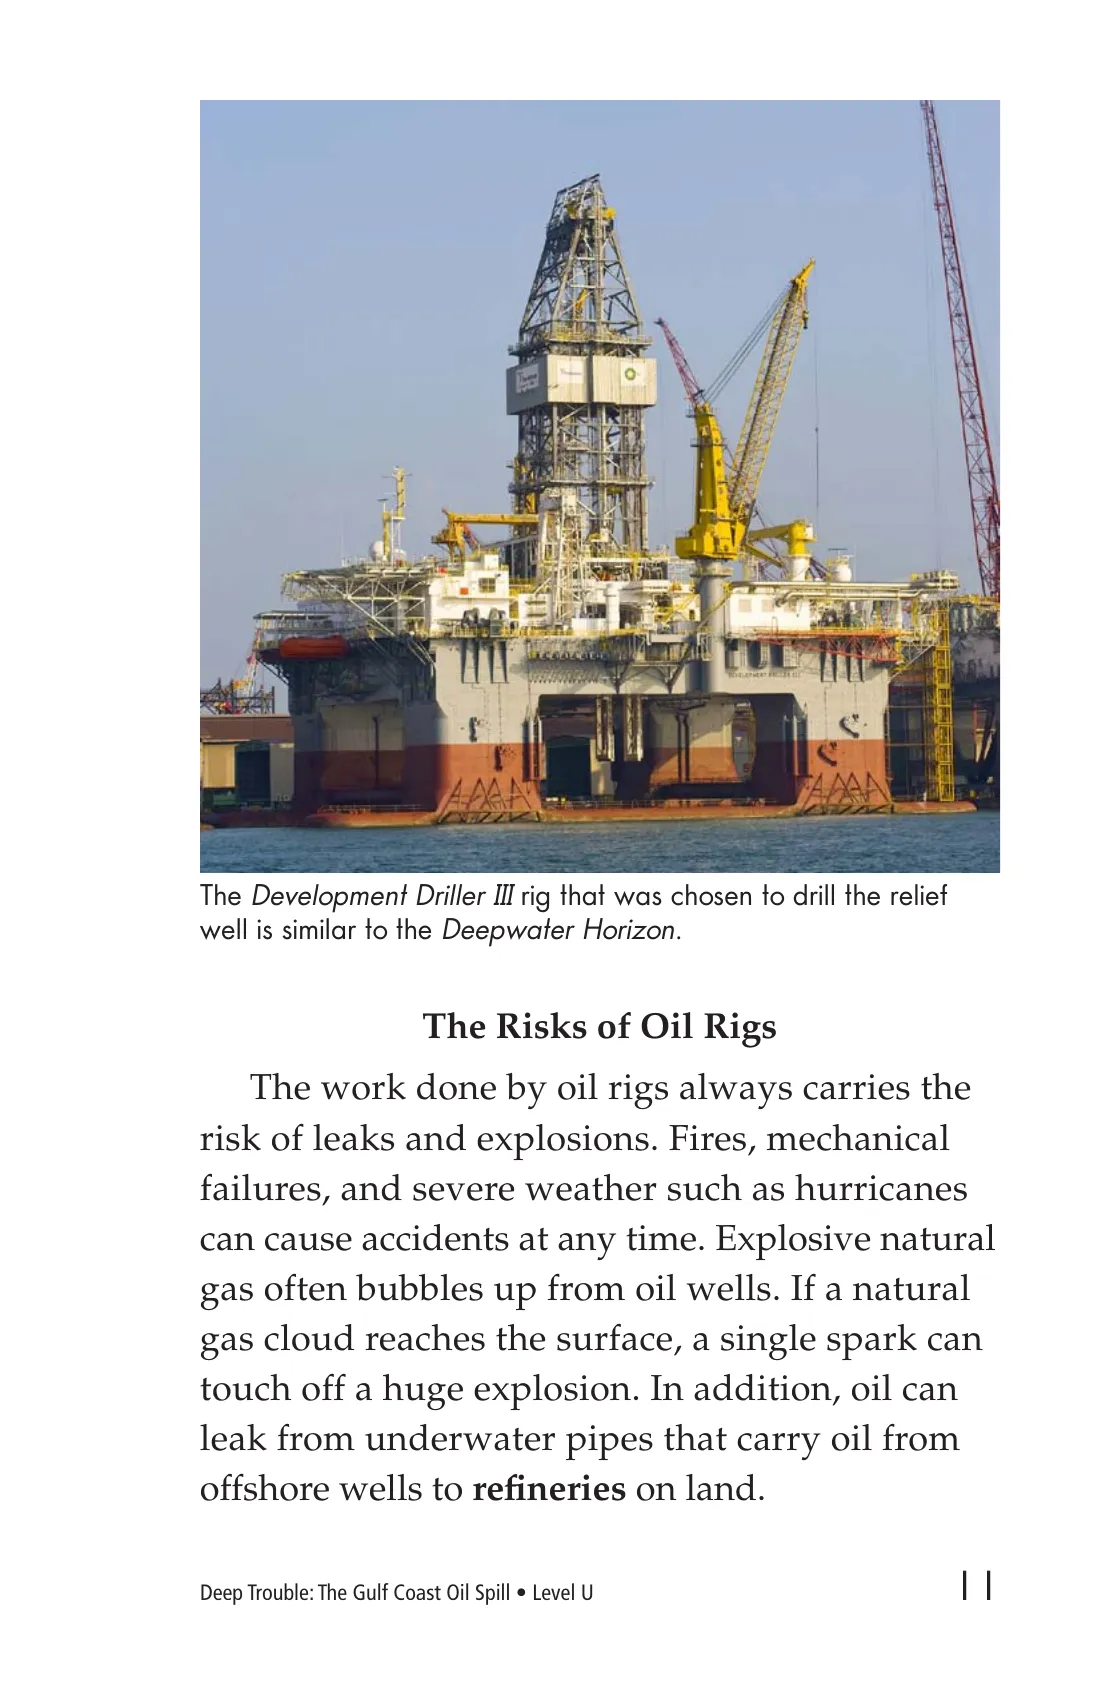 DEVELOPMENT DRILLER III
The Development Driller III rig that was chosen to drill the relief
well is similar to the Deepwater Horizon.
The Risks of Oil Rigs
The work done by oil rigs always carries the
risk of leaks and explosions. Fires, mechanical
failures, and severe weather such as hurricanes
can cause accidents at any time. Explosive natural
gas often bubbles up from oil wells. If a natural
gas cloud reaches the surface, a single spark can
touch off a huge explosion. In addition, oil can
leak from underwater pipes that carry oil from
offshore wells to refineries on land.
Deep Trouble: The Gulf Coast Oil Spill • Level U
11